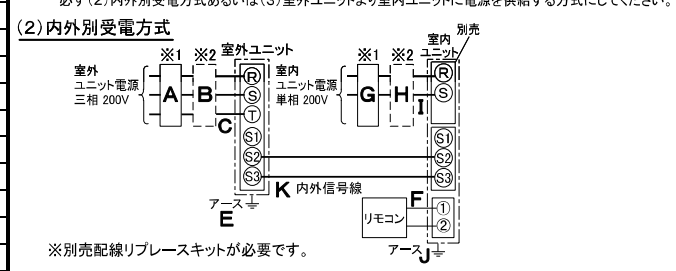 必ず(2)内外別受電方式あるいは(3)室外ユニットより室内ユニットに電源を供給する方式にしてください。
(2)内外別受電方式
別売
※1 ※2 室外ユニット
※1 ※2 室内ユニット
室外
ユニット電源
三相 200V
A
B
C
R
S
T
S1
S2
S3
室内
ユニット電源
単相 200V
G
H
I
R
S
S1
S2
S3
K 内外信号線
アース
E
リモコン
F
①
②
アース
J
※別売配線リプレースキットが必要です。